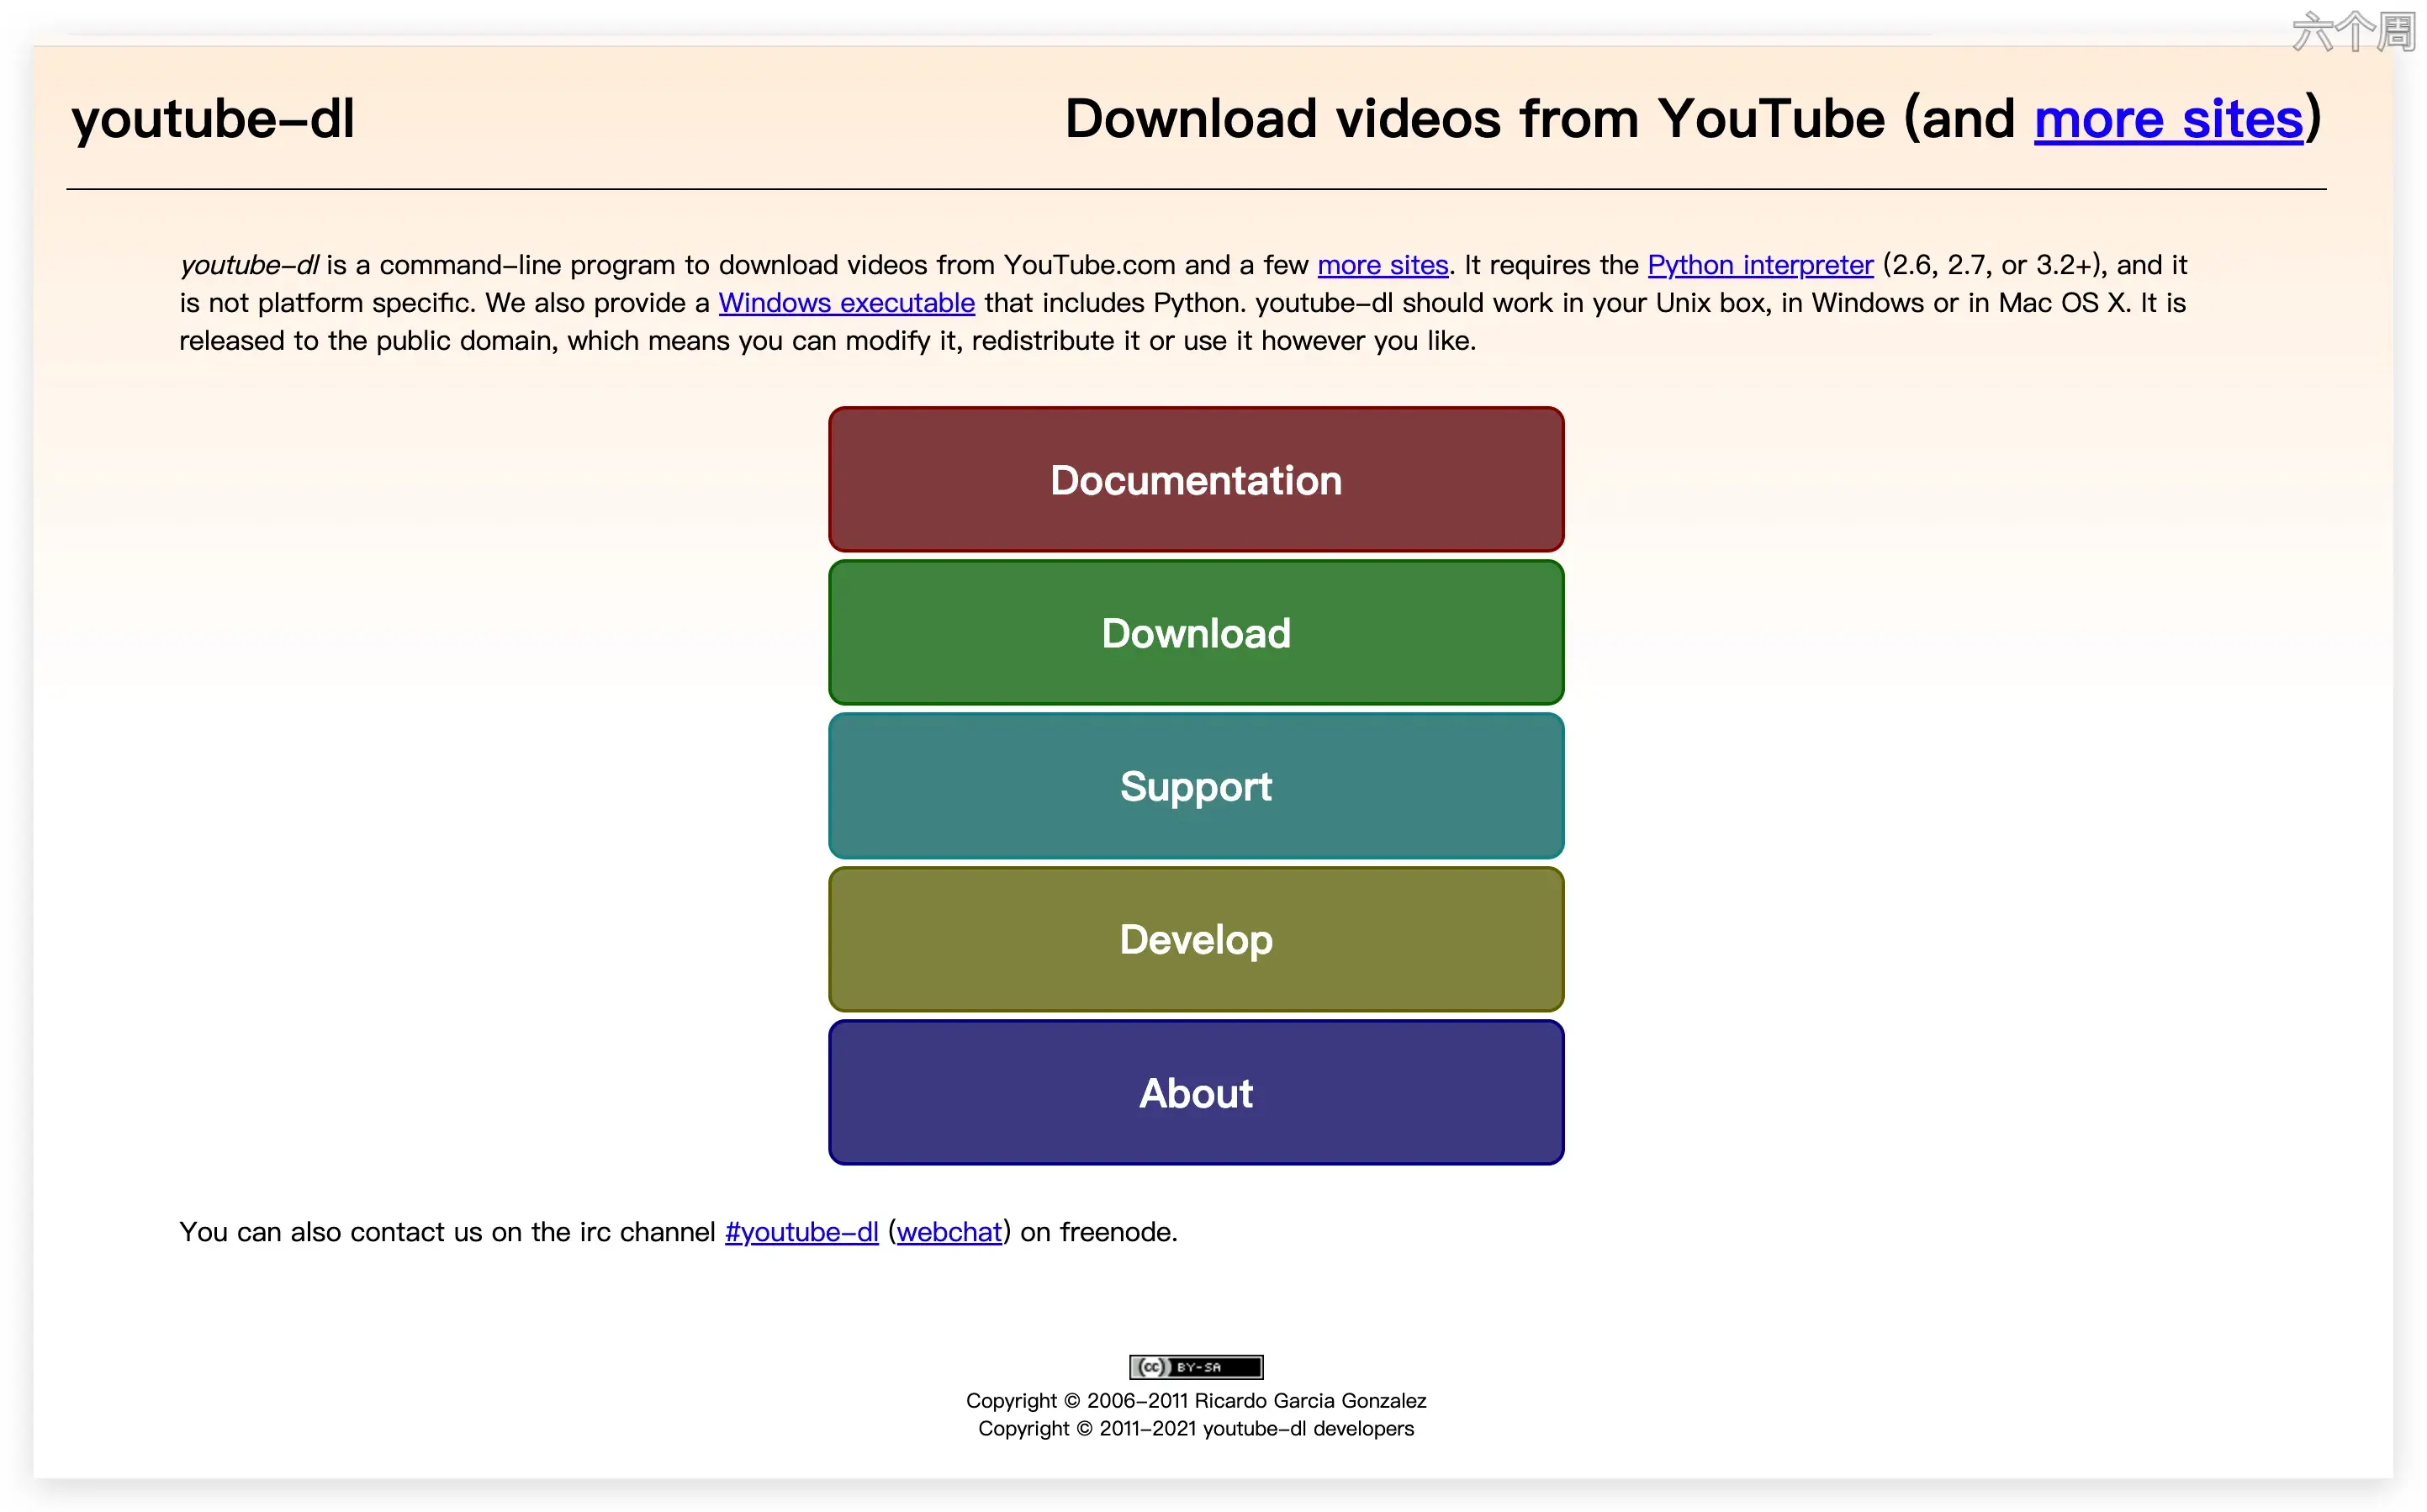 六个周
youtube-dl
Download videos from YouTube (and more sites)
youtube-dl is a command-line program to download videos from YouTube.com and a few more sites. It requires the Python interpreter (2.6, 2.7, or 3.2+), and it
is not platform specific. We also provide a Windows executable that includes Python. youtube-dl should work in your Unix box, in Windows or in Mac OS X. It is
released to the public domain, which means you can modify it, redistribute it or use it however you like.
Documentation
Download
Support
Develop
About
You can also contact us on the irc channel #youtube-dl (webchat) on freenode.
(cc) BY-SA
Copyright © 2006-2011 Ricardo Garcia Gonzalez
Copyright © 2011-2021 youtube-dl developers